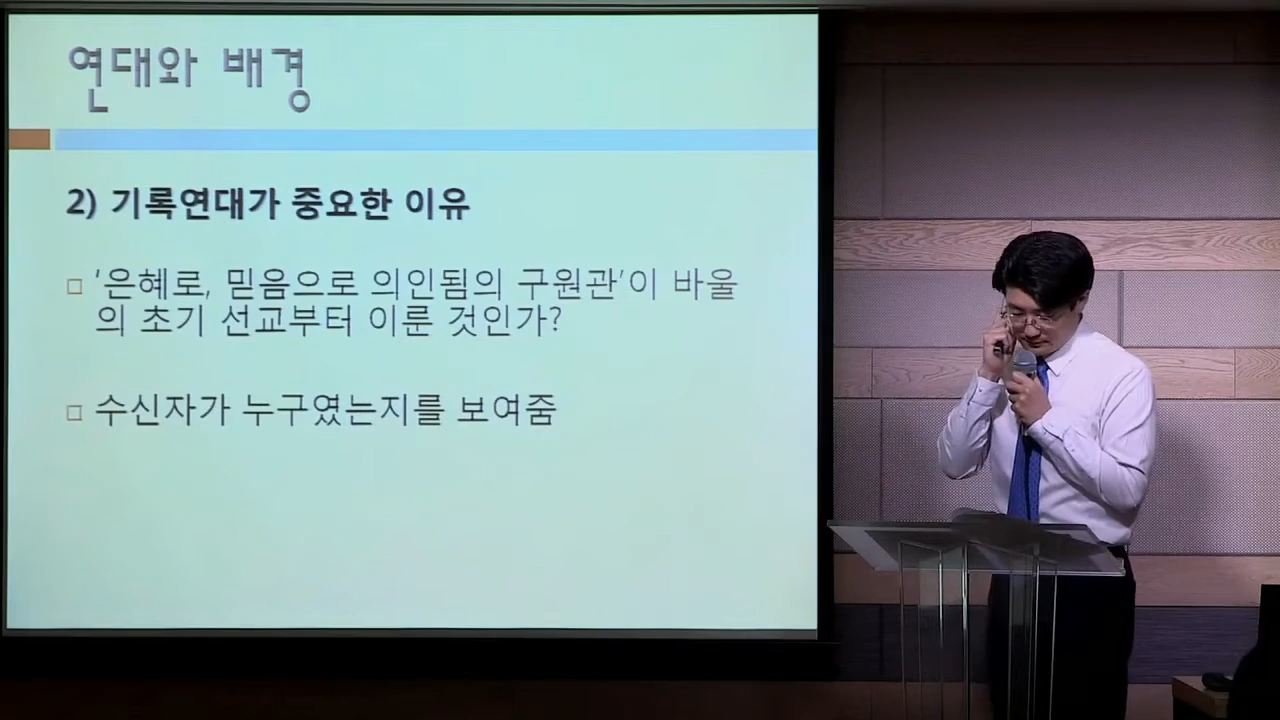 연대와 배경
2) 기록연대가 중요한 이유
□ '은혜로, 믿음으로 의인됨의 구원관'이 바울
의 초기 선교부터 이룬 것인가?
□ 수신자가 누구였는지를 보여줌